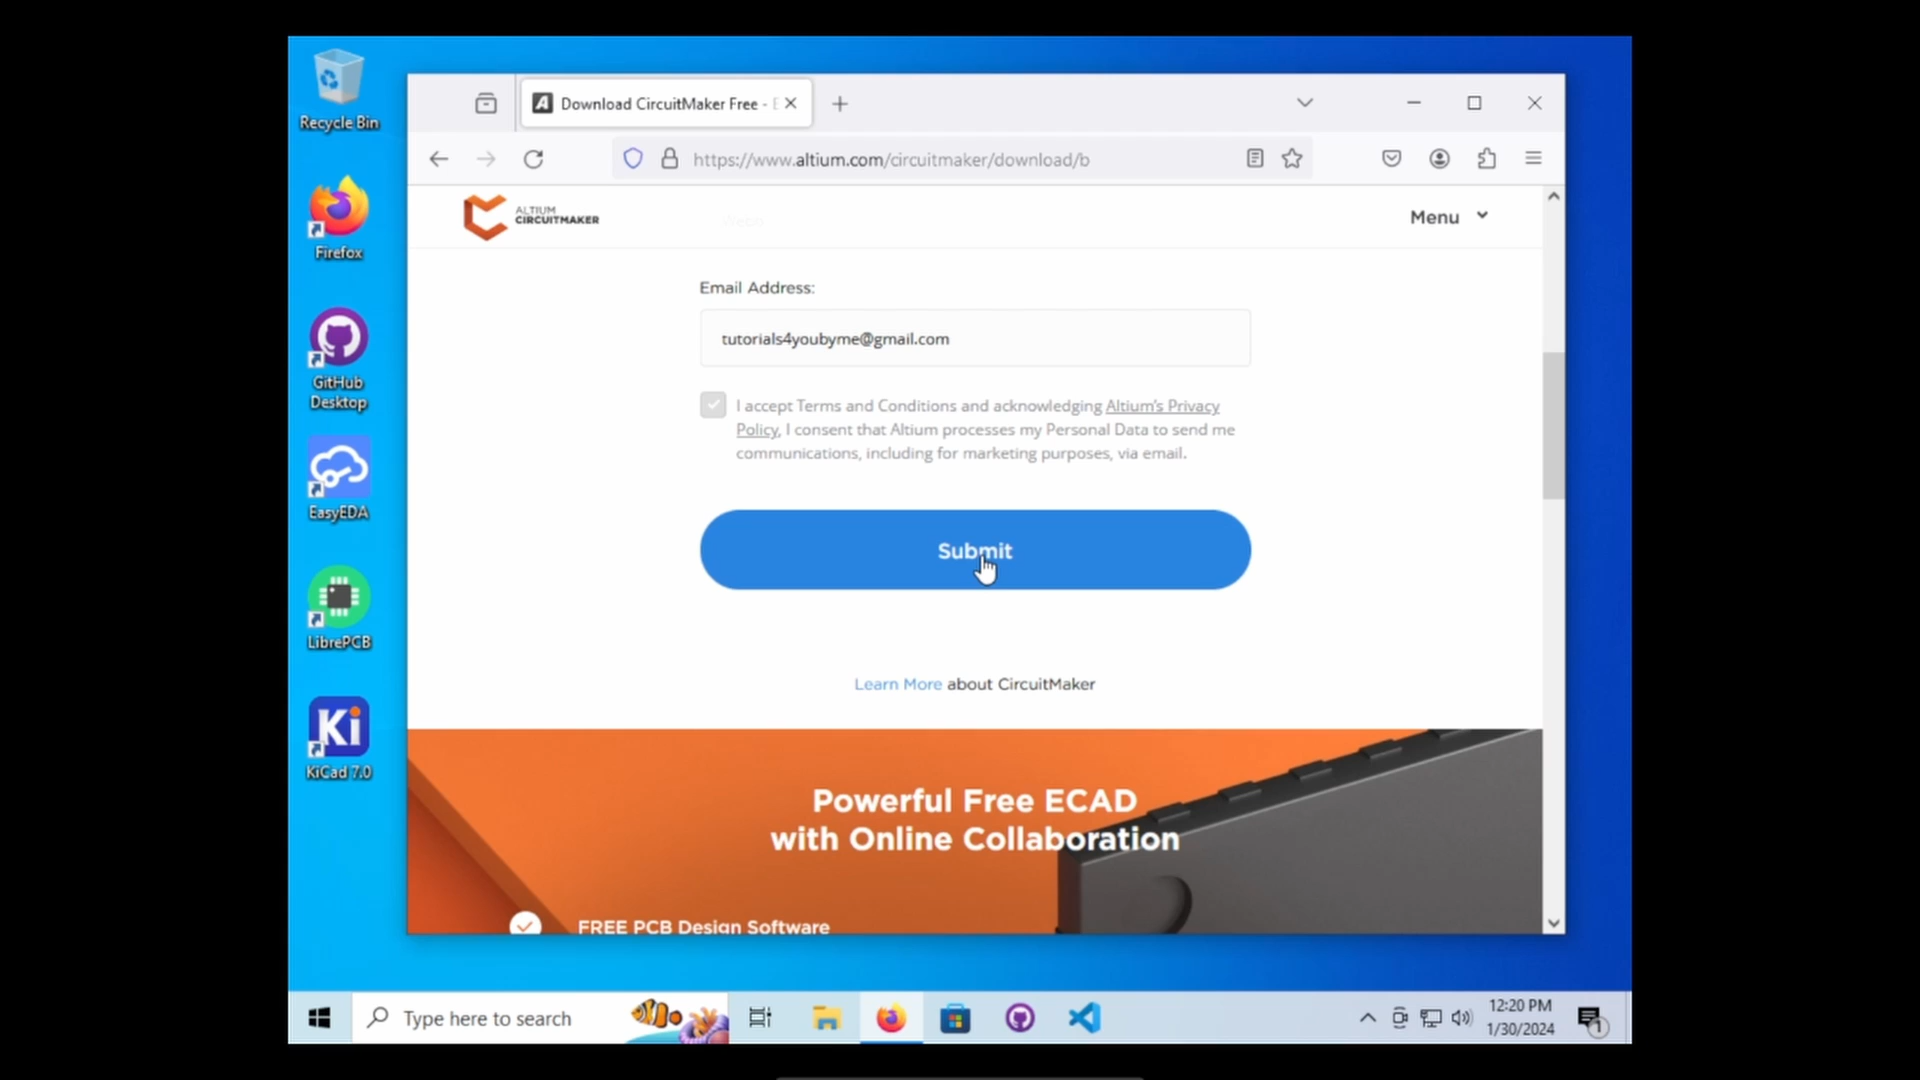 Recycle Bin
Firefox
GitHub
Desktop
EasyEDA
LibrePCB
Ki
KiCad 7.0
Download CircuitMaker Free -
https://www.altium.com/circuitmaker/download/b
ALTIUM
CIRCUITMAKER
Menu
Email Address:
tutorials4youbyme@gmail.com
I accept Terms and Conditions and acknowledging Altium's Privacy
Policy, I consent that Altium processes my Personal Data to send me
communications, including for marketing purposes, via email.
Submit
Learn More about CircuitMaker
Powerful Free ECAD
with Online Collaboration
FREE PCB Design Software
Type here to search
12:20 PM
1/30/2024
1